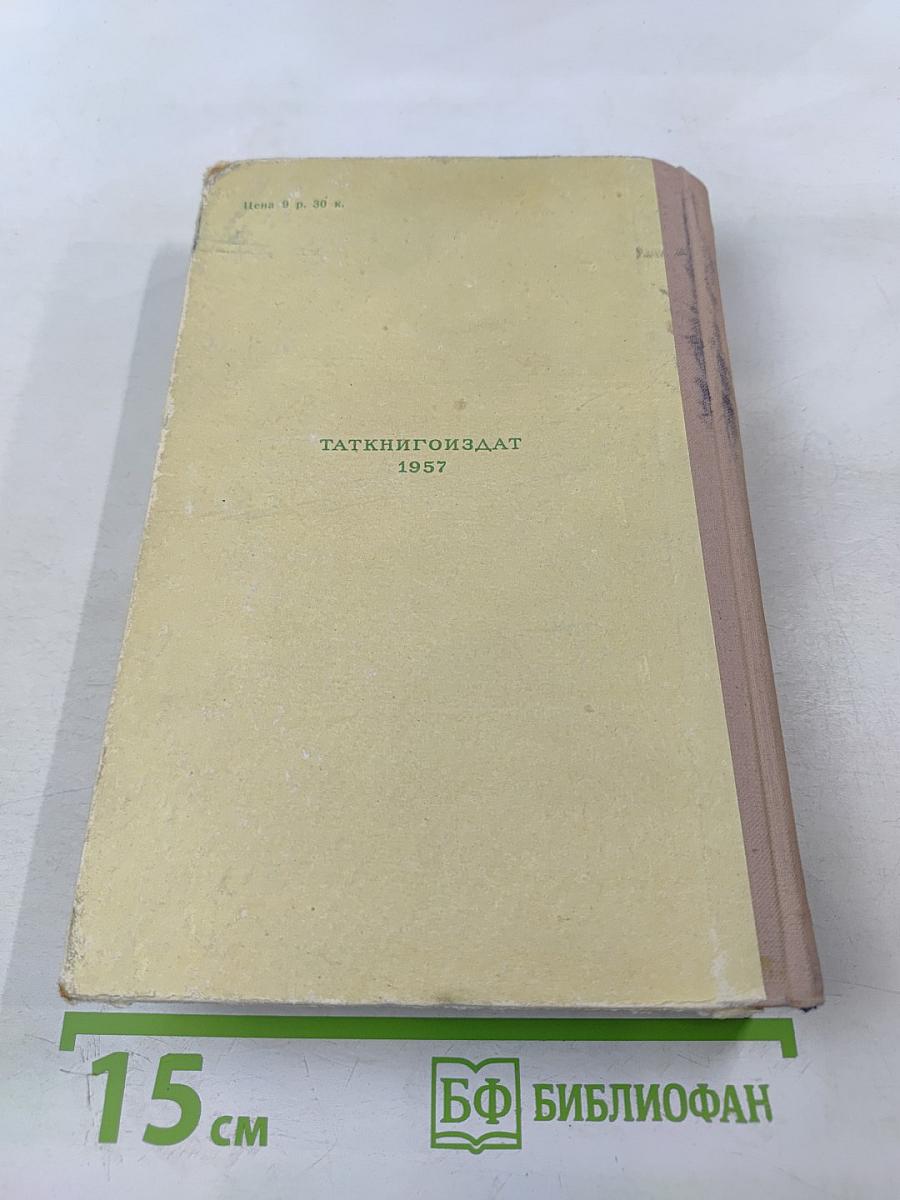 Цена 9 р. 30 к.
ТАТКНИГОИЗДАТ
1957
15 см
БФ БИБЛИОФАН